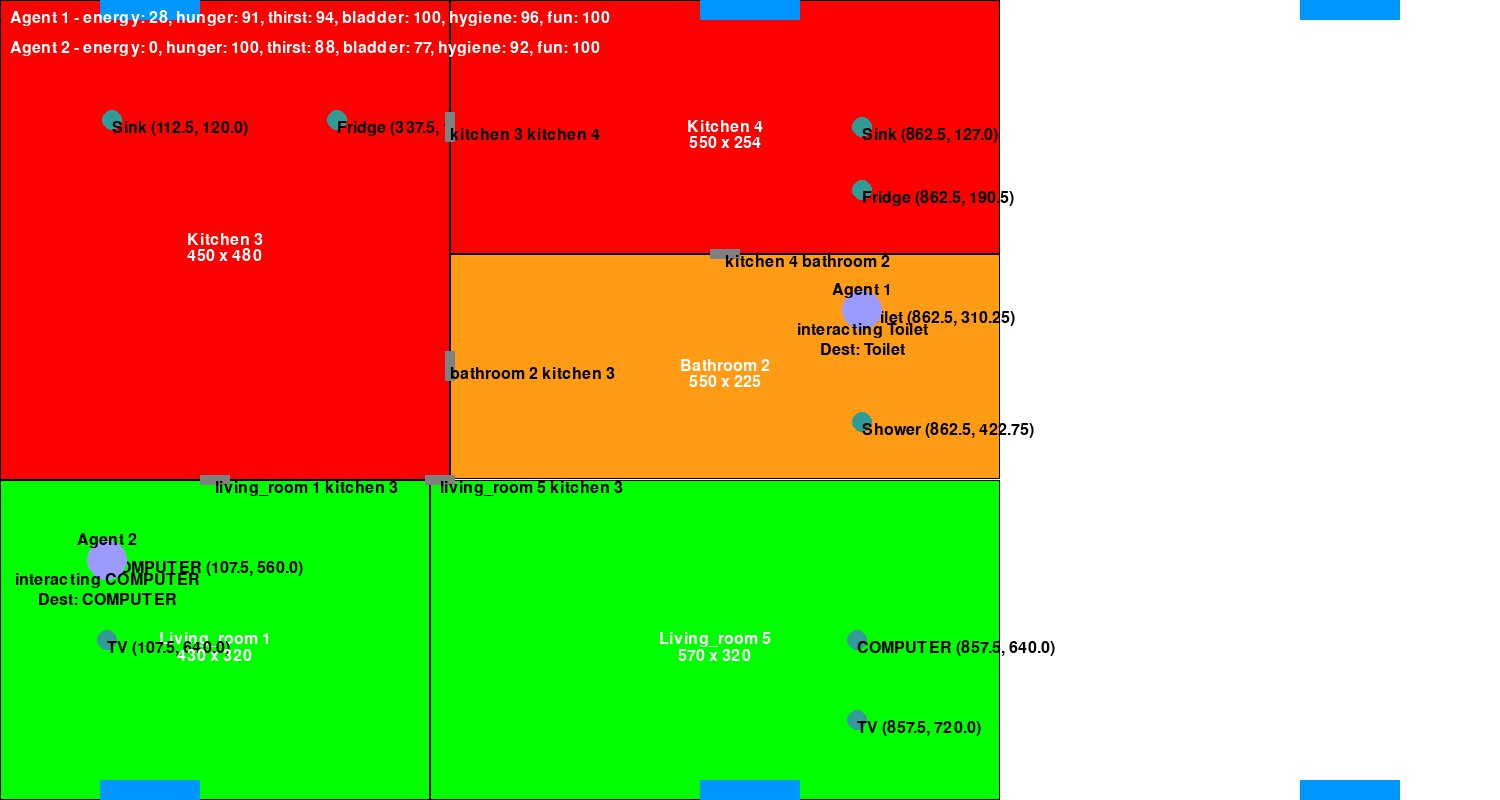 Agent 1 - energy: 28, hunger: 91, thirst: 94, bladder: 100, hygiene: 96, fun: 100
Agent 2 - energy: 0, hunger: 100, thirst: 88, bladder: 77, hygiene: 92, fun: 100
Sink (112.5, 120.0)
Fridge (337.5,
kitchen 3 kitchen 4
Kitchen 4
550 x 254
Sink (862.5, 127.0)
Fridge (862.5, 190.5)
Kitchen 3
450 x 480
kitchen 4 bathroom 2
Agent 1
ilet (862.5, 310.25)
interacting Toilet
Dest: Toilet
Bathroom 2
550 x 225
bathroom 2 kitchen 3
Shower (862.5, 422.75)
living_room 1 kitchen 3
living_room 5 kitchen 3
Agent 2
OMPUTER (107.5, 560.0)
interacting COMPUTER
Dest: COMPUTER
Living_room 1
TV (107.5, 640.0)
430 x 320
Living_room 5
570 x 320
COMPUTER (857.5, 640.0)
TV (857.5, 720.0)